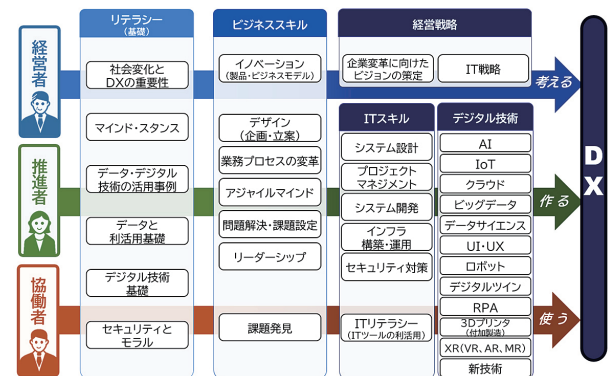 リテラシー
（基礎）
ビジネススキル
経営戦略
経営者
社会変化と
DXの重要性
イノベーション
（製品・ビジネスモデル）
企業変革に向けた
ビジョンの策定
IT戦略
考える
マインド・スタンス
デザイン
（企画・立案）
ITスキル
デジタル技術
業務プロセスの変革
システム設計
AI
推進者
データ・デジタル
技術の活用事例
アジャイルマインド
プロジェクト
マネジメント
IoT
クラウド
データと
利活用基礎
問題解決・課題設定
システム開発
ビッグデータ
作る
DX
リーダーシップ
インフラ
構築・運用
データサイエンス
UI・UX
セキュリティ対策
ロボット
協働者
デジタル技術
基礎
デジタルツイン
RPA
セキュリティと
モラル
課題発見
ITリテラシー
（ITツールの利活用）
3Dプリンタ
（付加製造）
使う
XR(VR、AR、MR)
新技術